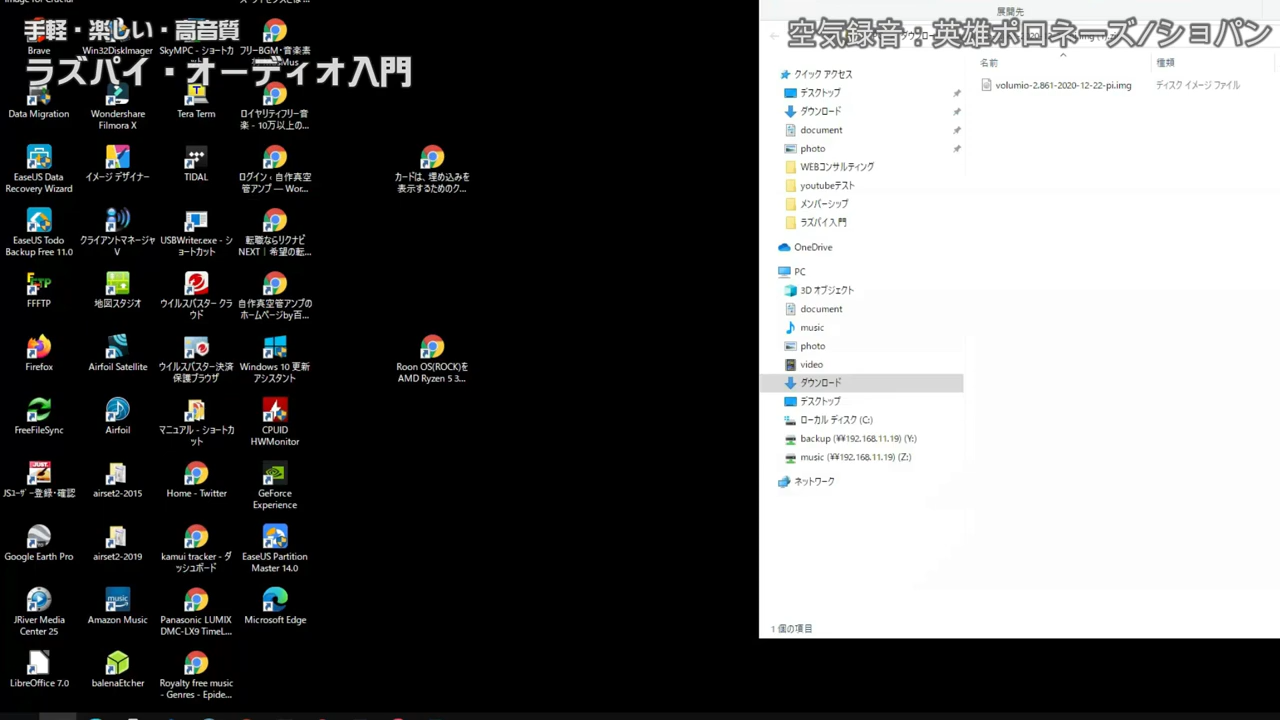 手軽・楽しい・高音質
ラズパイ・オーディオ入門
空気録音：英雄ポロネーズ/ショパン
Brave
Win32DiskImager
SkyMPC - ショートカット
フリーBGM・音楽素
Data Migration
Wondershare
Filmora X
Tera Term
ロイヤリティフリー音
楽 - 10万以上の...
EaseUS Data
Recovery Wizard
イメージ デザイナー
TIDAL
ログイン ‹ 自作真空
管アンプ — Wor...
カードは、埋め込みを
表示するためのク...
EaseUS Todo
Backup Free 11.0
クライアントマネージャ
V
USBWriter.exe - シ
ョートカット
転職ならリクナビ
NEXT｜希望の転...
FFFTP
地図スタジオ
ウイルスバスター クラ
ウド
自作真空管アンプの
ホームページby百...
Firefox
Airfoil Satellite
ウイルスバスター決済
保護ブラウザ
Windows 10 更新
アシスタント
Roon OS(ROCK)を
AMD Ryzen 5 3...
FreeFileSync
Airfoil
マニュアル - ショートカ
ット
CPUID
HWMonitor
JSユーザー登録・確認
airset2-2015
Home - Twitter
GeForce
Experience
Google Earth Pro
airset2-2019
kamui tracker - ダ
ッシュボード
EaseUS Partition
Master 14.0
JRiver Media
Center 25
Amazon Music
Panasonic LUMIX
DMC-LX9 TimeL...
Microsoft Edge
LibreOffice 7.0
balenaEtcher
Royalty free music
- Genres - Epide...
展開先
名前
種類
volumio-2.861-2020-12-22-pi.img
ディスク イメージ ファイル
クイック アクセス
デスクトップ
ダウンロード
document
photo
WEBコンサルティング
youtubeテスト
メンバーシップ
ラズパイ入門
OneDrive
PC
3D オブジェクト
document
music
photo
video
ダウンロード
デスクトップ
ローカル ディスク (C:)
backup (¥¥192.168.11.19) (Y:)
music (¥¥192.168.11.19) (Z:)
ネットワーク
1 個の項目